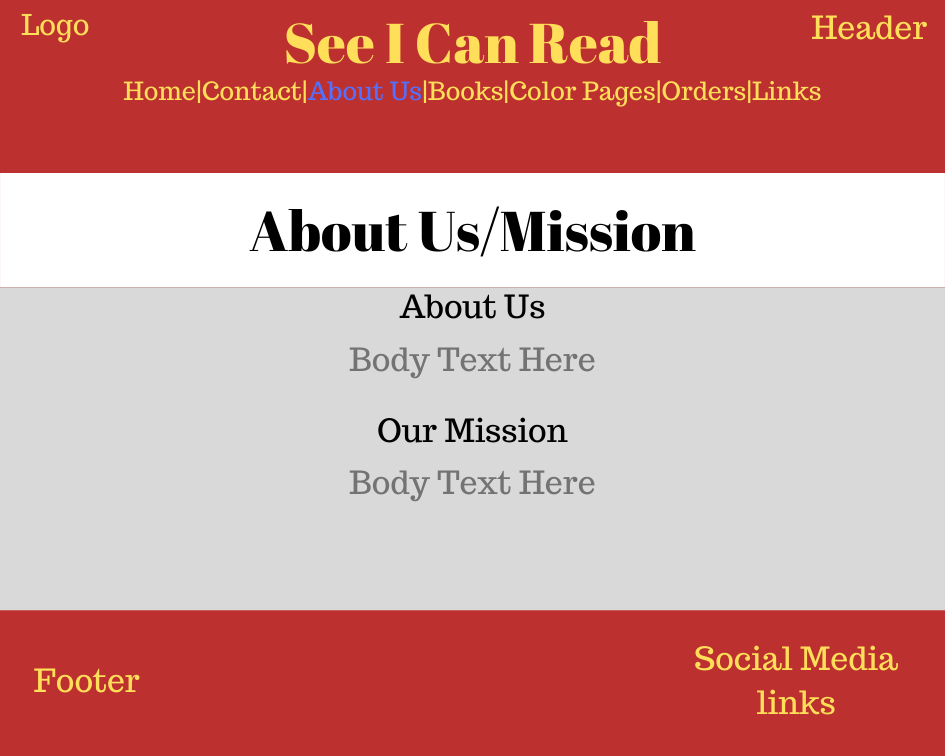 Logo
See I Can Read
Header
Home|Contact|About Us|Books|Color Pages|Orders|Links
About Us/Mission
About Us
Body Text Here
Our Mission
Body Text Here
Footer
Social Media
links